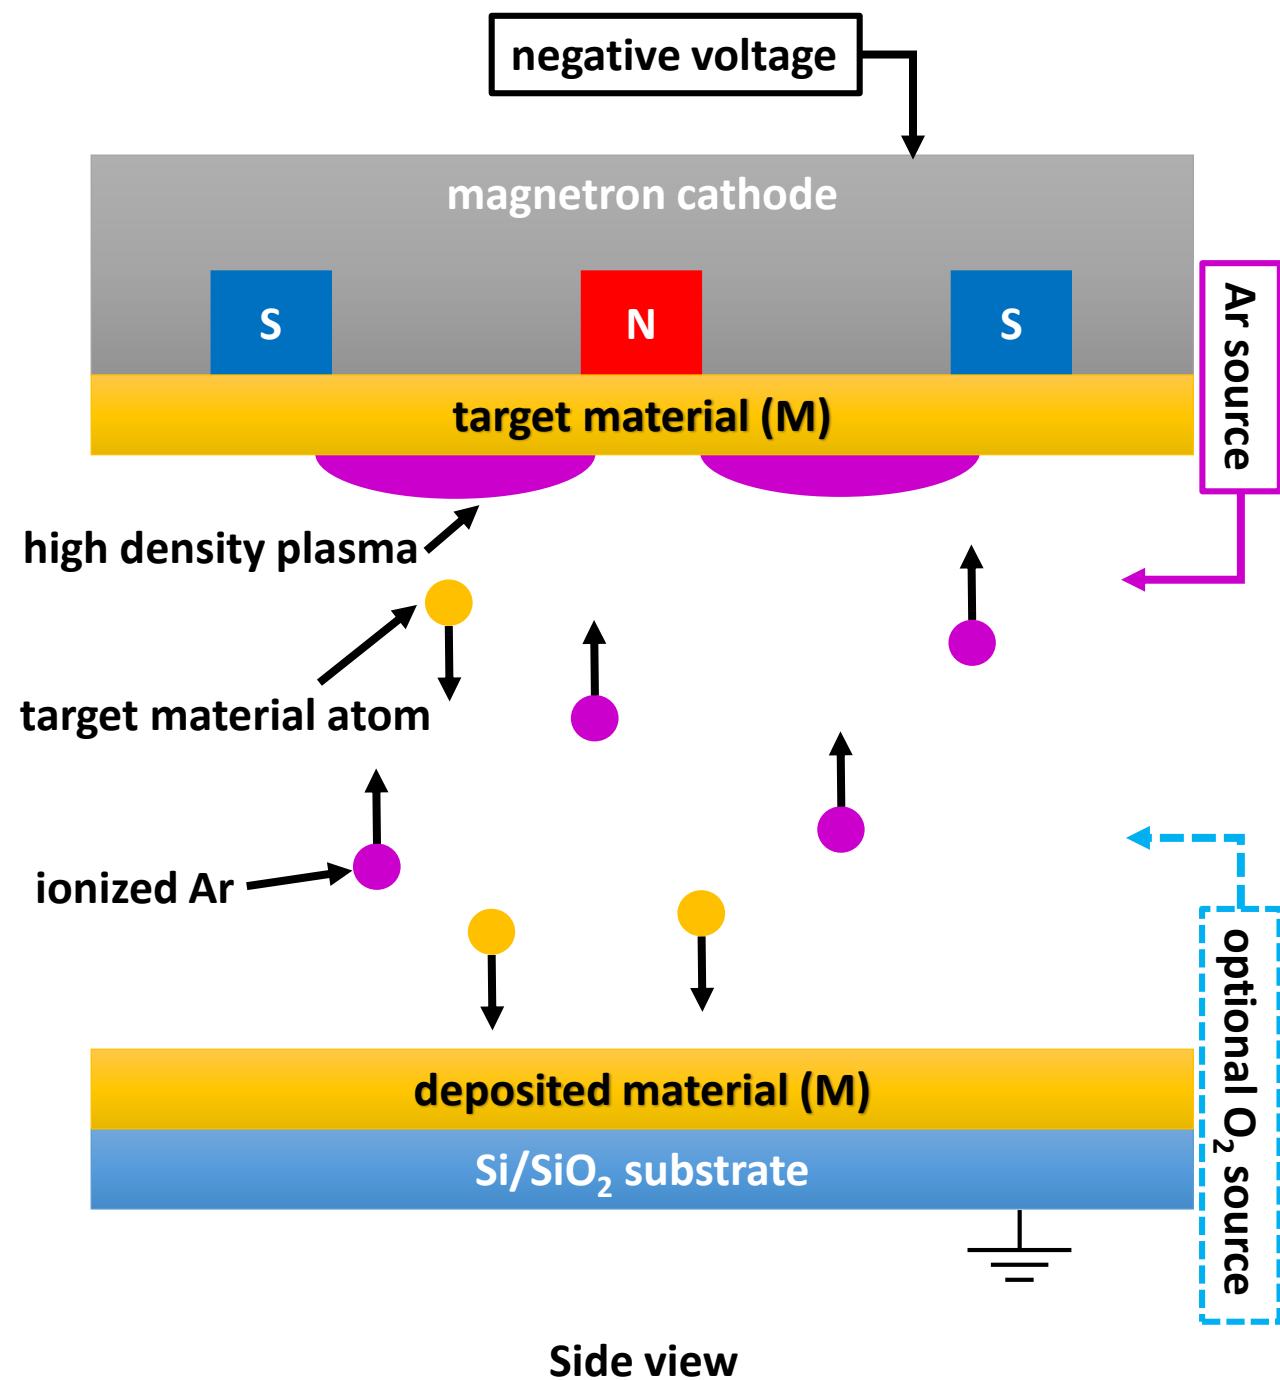 negative voltage
magnetron cathode
S
N
S
Ar source
target material (M)
high density plasma
target material atom
ionized Ar
optional O₂ source
deposited material (M)
Si/SiO₂ substrate
Side view